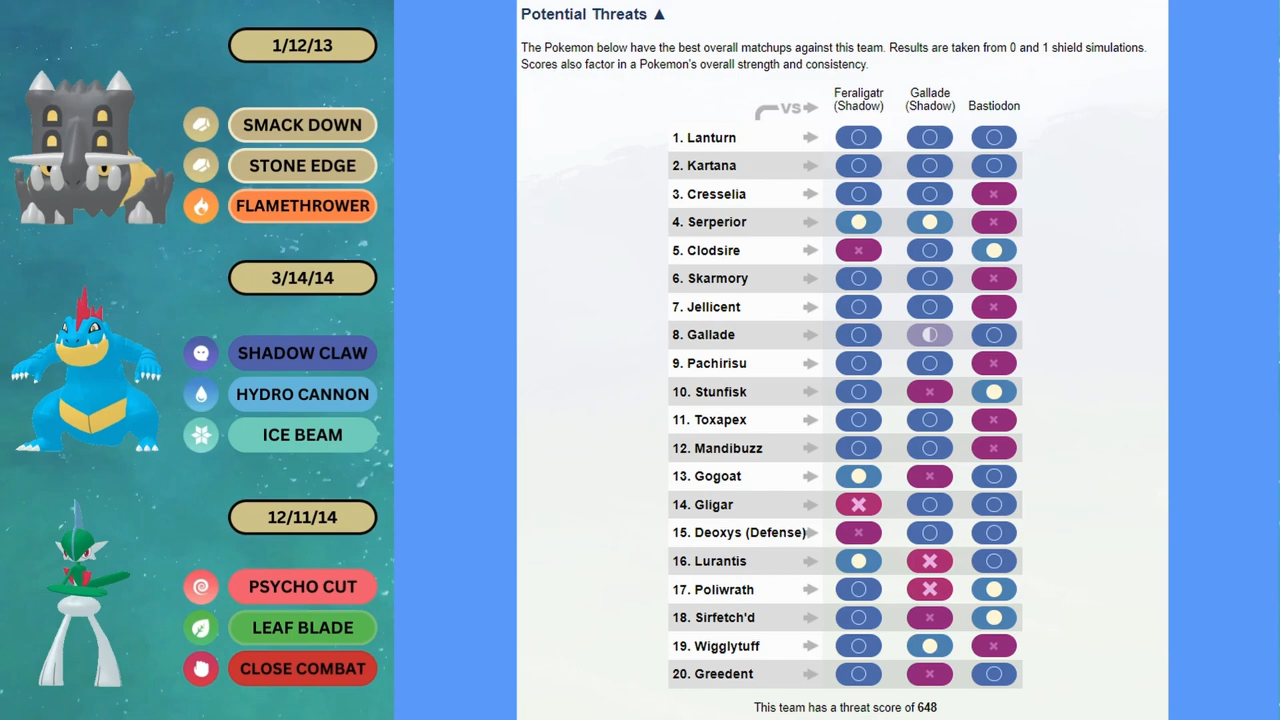 1/12/13
SMACK DOWN
STONE EDGE
FLAMETHROWER
3/14/14
SHADOW CLAW
HYDRO CANNON
ICE BEAM
12/11/14
PSYCHO CUT
LEAF BLADE
CLOSE COMBAT
Potential Threats ▲
The Pokemon below have the best overall matchups against this team. Results are taken from 0 and 1 shield simulations.
Scores also factor in a Pokemon's overall strength and consistency.
VS
Feraligatr
(Shadow)
Gallade
(Shadow)
Bastiodon
1. Lanturn
2. Kartana
3. Cresselia
4. Serperior
5. Clodsire
6. Skarmory
7. Jellicent
8. Gallade
9. Pachirisu
10. Stunfisk
11. Toxapex
12. Mandibuzz
13. Gogoat
14. Gligar
15. Deoxys (Defense)
16. Lurantis
17. Poliwrath
18. Sirfetch'd
19. Wigglytuff
20. Greedent
This team has a threat score of 648